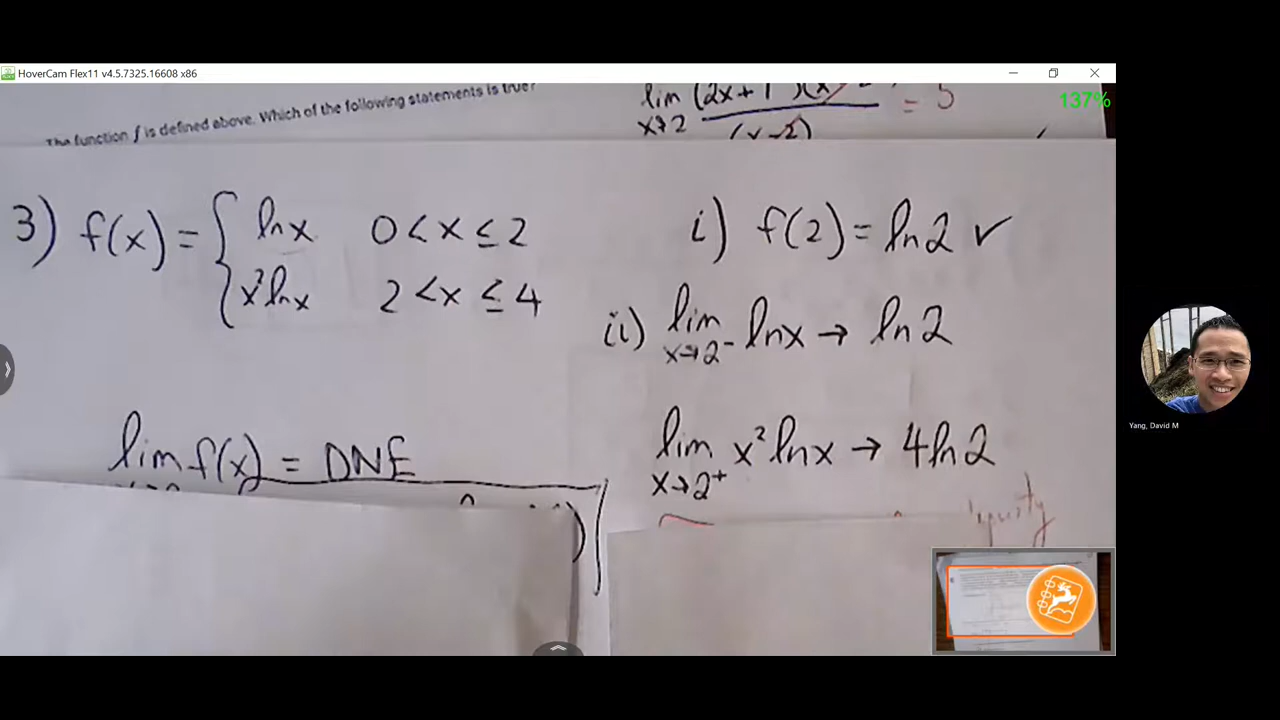 HoverCam Flex11 v4.5.7325.16608 x86
137%
The function f is defined above. Which of the following statements is true?
lim (2x+1)
x→2 (x-2)
= 5
3) f(x) = { ln x 0 < x ≤ 2
x² ln x 2 < x ≤ 4
i) f(2) = ln 2 ✓
ii) lim ln x → ln 2
x→2⁻
lim x² ln x → 4 ln 2
x→2⁺
lim f(x) = DNE
Yang, David M